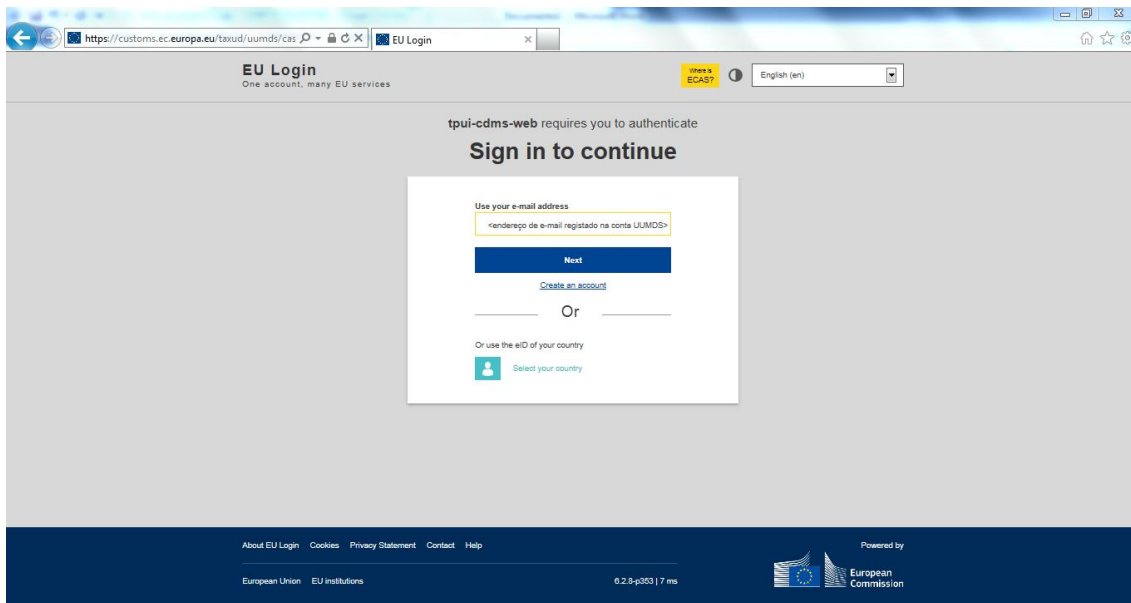 https://customs.ec.europa.eu/taxud/uumds/cas
EU Login
EU Login
One account, many EU services
Where is
ECAS?
English (en)
tpui-cdms-web requires you to authenticate
Sign in to continue
Use your e-mail address
<endereço de e-mail registado na conta UUMDS>
Next
Create an account
Or
Or use the eID of your country
Select your country
About EU Login Cookies Privacy Statement Contact Help
Powered by
European Union EU institutions
6.2.8-p353 | 7 ms
European
Commission